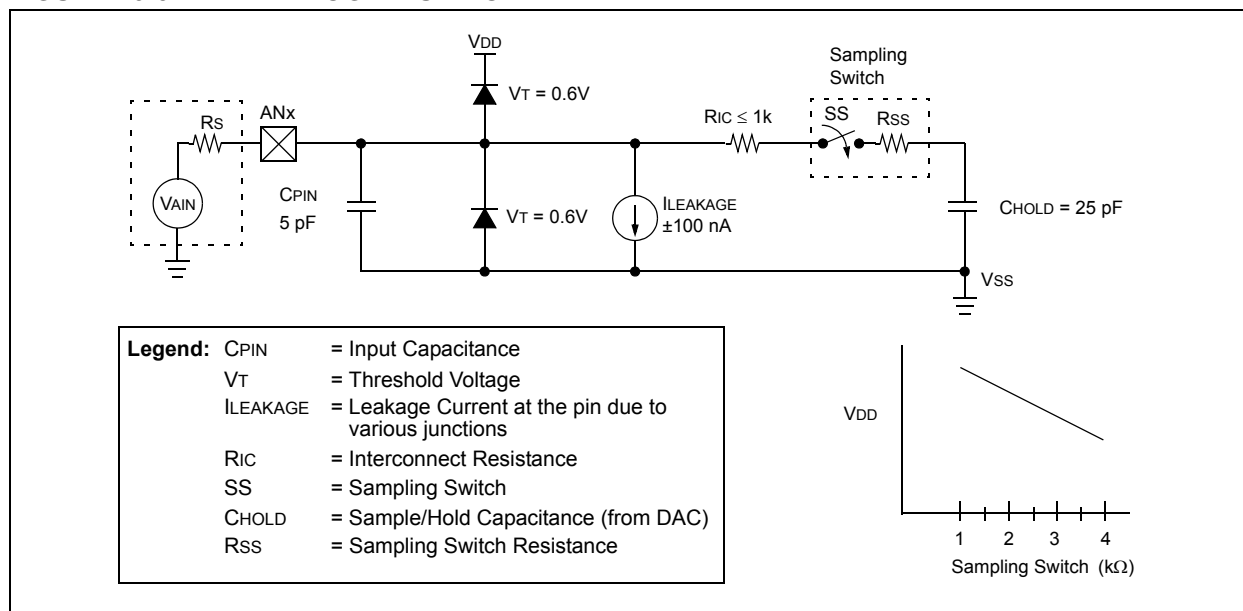 VDD
Sampling
Switch
VT = 0.6V
ANx
RS
RIC ≤ 1k
SS
RSS
VAIN
CPIN
5 pF
VT = 0.6V
ILEAKAGE
±100 nA
CHOLD = 25 pF
VSS
Legend: CPIN = Input Capacitance
VT = Threshold Voltage
ILEAKAGE = Leakage Current at the pin due to
various junctions
RIC = Interconnect Resistance
SS = Sampling Switch
CHOLD = Sample/Hold Capacitance (from DAC)
RSS = Sampling Switch Resistance
VDD
1 2 3 4
Sampling Switch (kΩ)